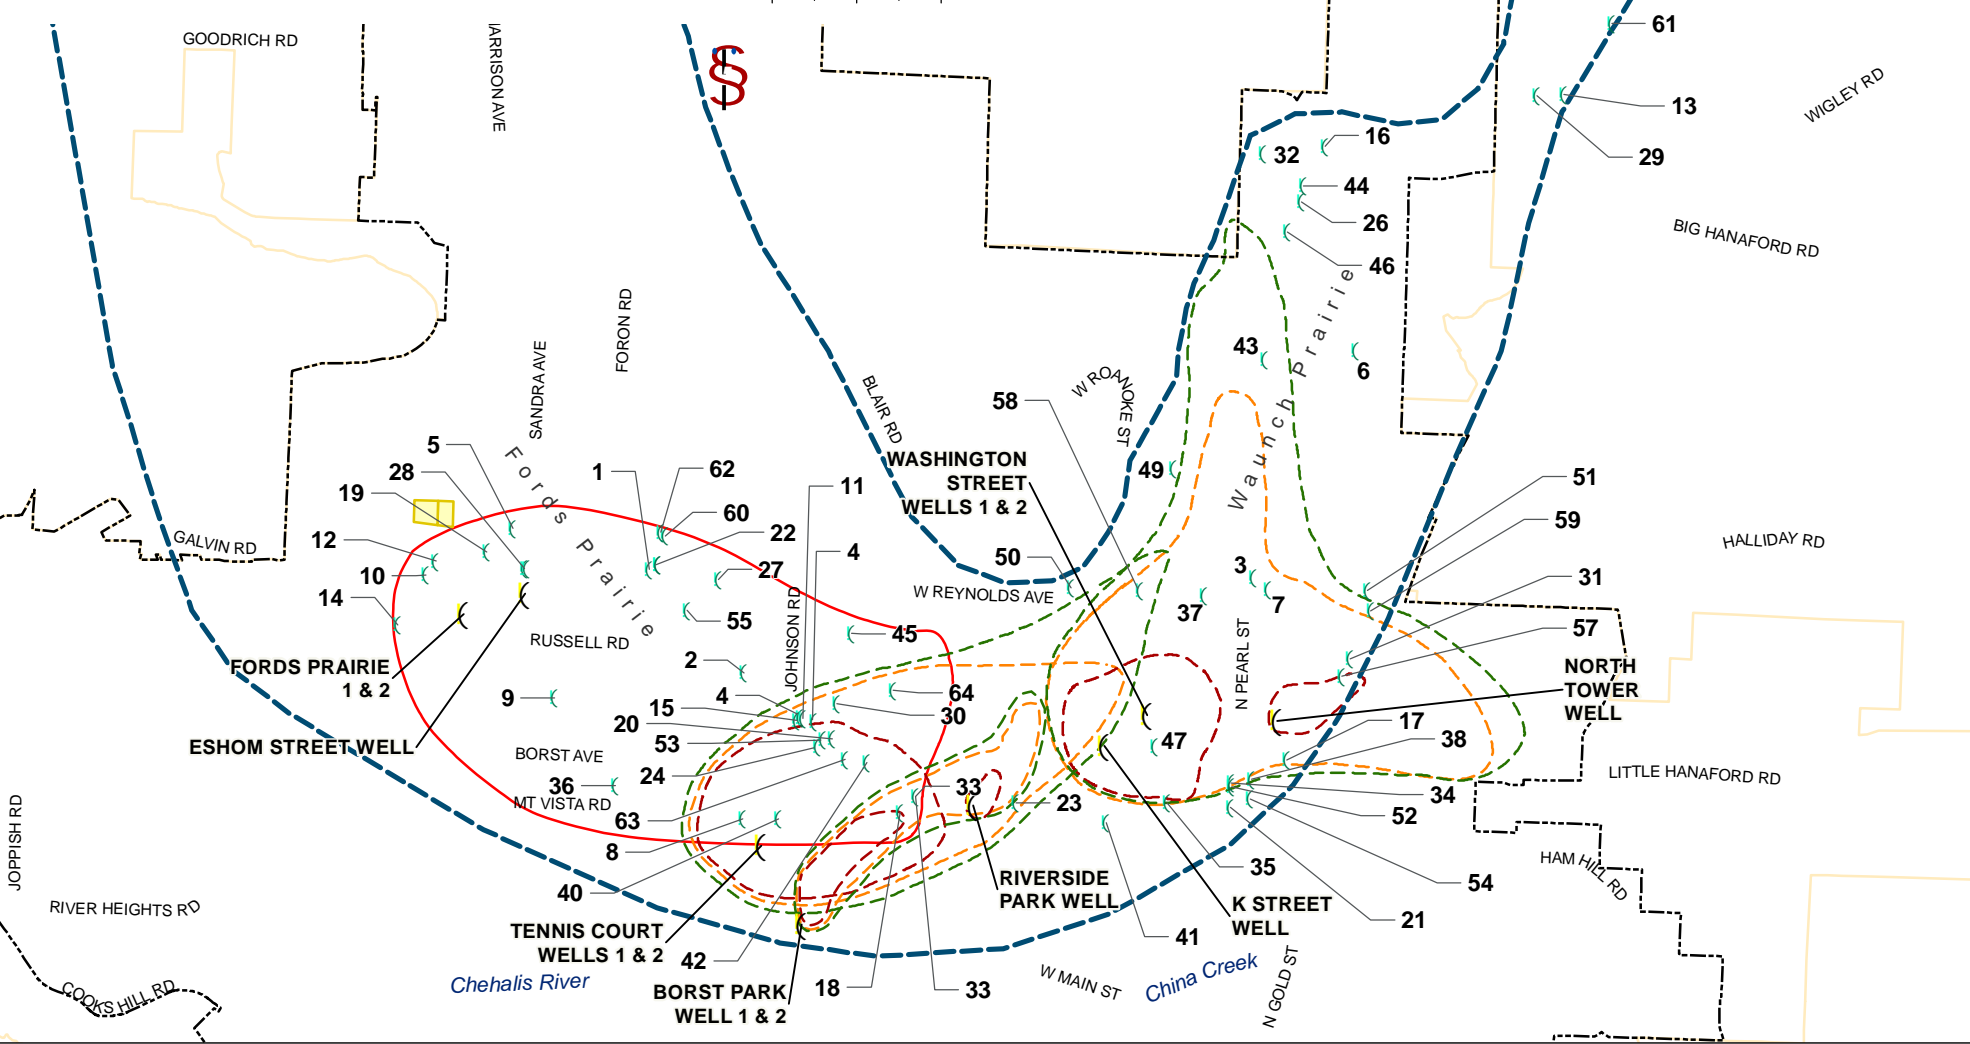 61
GOODRICH RD
ARRISON AVE
§
WIGLEY RD
13
29
16
32
44
26
BIG HANAFORD RD
46
FORON RD
SANDRA AVE
43
6
Waunch Prairie
W ROANOKE ST
BLAIR RD
58
5
28
19
Fords Prairie
1
62
11
WASHINGTON
STREET
WELLS 1 & 2
49
51
60
22
59
12
GALVIN RD
4
HALLIDAY RD
10
27
50
3
31
14
W REYNOLDS AVE
7
37
55
JOHNSON RD
RUSSELL RD
45
57
2
N PEARL ST
FORDS PRAIRIE
1 & 2
NORTH
TOWER
WELL
9
4
64
15
30
17
20
53
47
38
ESHOM STREET WELL
BORST AVE
24
LITTLE HANAFORD RD
36
33
34
MT VISTA RD
23
52
63
JOPPISH RD
8
35
HAM HILL RD
40
RIVERSIDE
PARK WELL
54
RIVER HEIGHTS RD
K STREET
WELL
21
TENNIS COURT
WELLS 1 & 2
41
42
Chehalis River
COOKS HILL RD
BORST PARK
WELL 1 & 2
18
33
W MAIN ST
China Creek
N GOLD ST